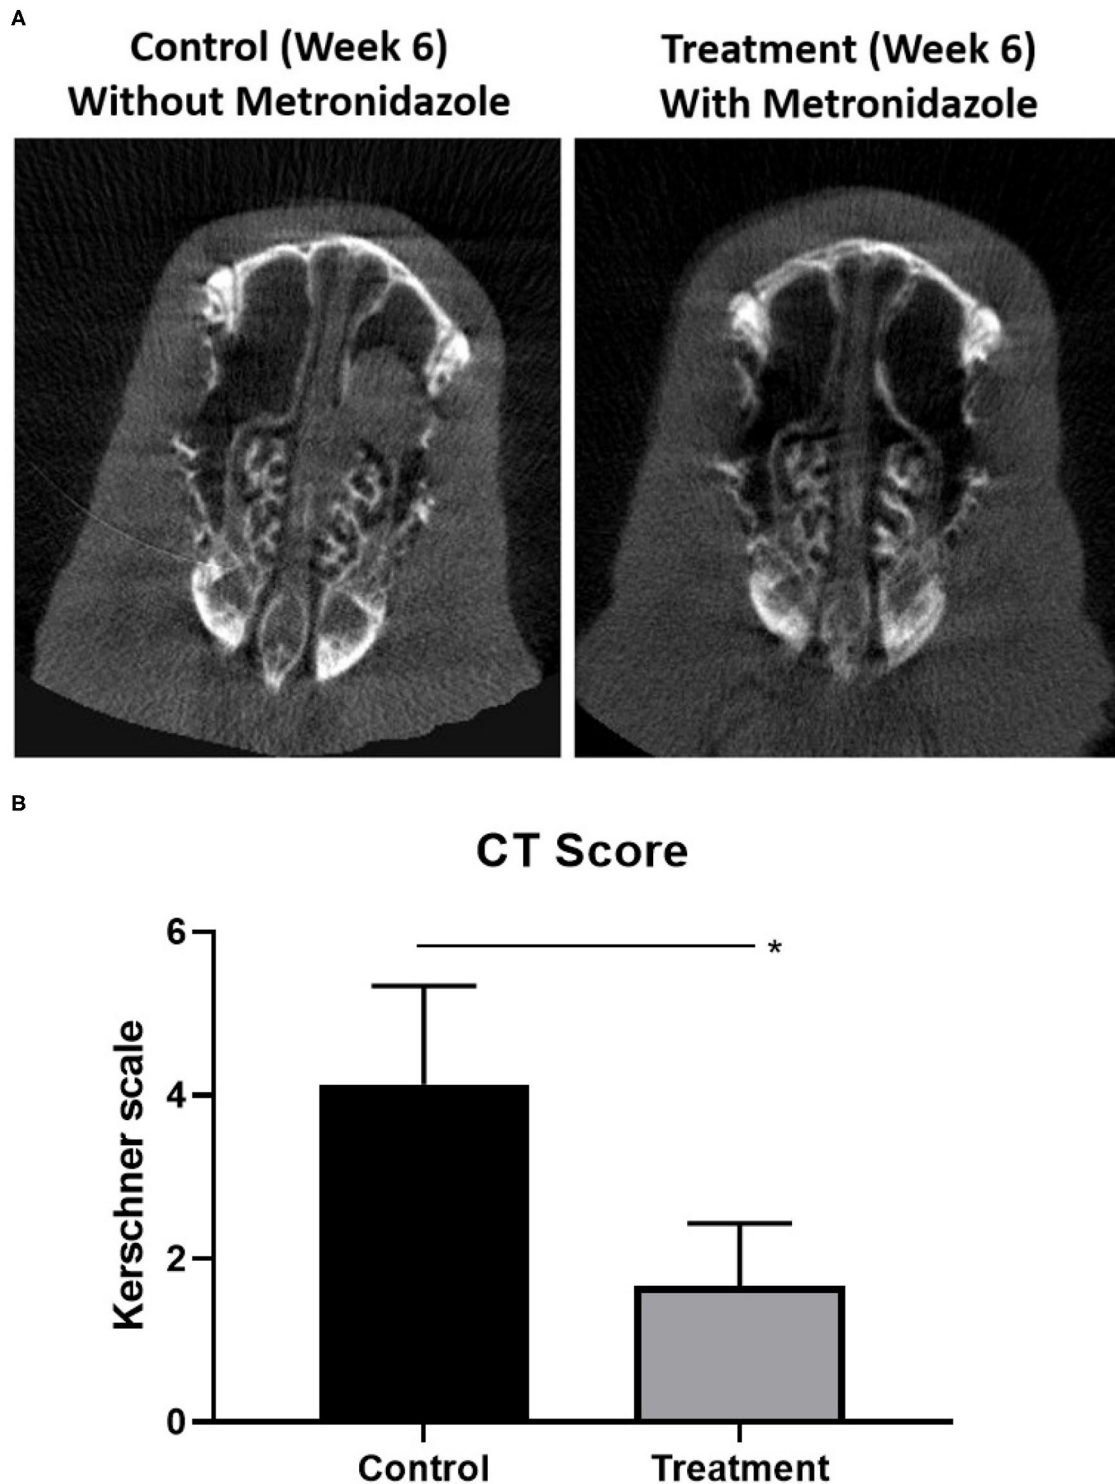 A
Control (Week 6)
Without Metronidazole
Treatment (Week 6)
With Metronidazole
B
CT Score
6
*
4
2
0
Kerschner scale
Control
Treatment